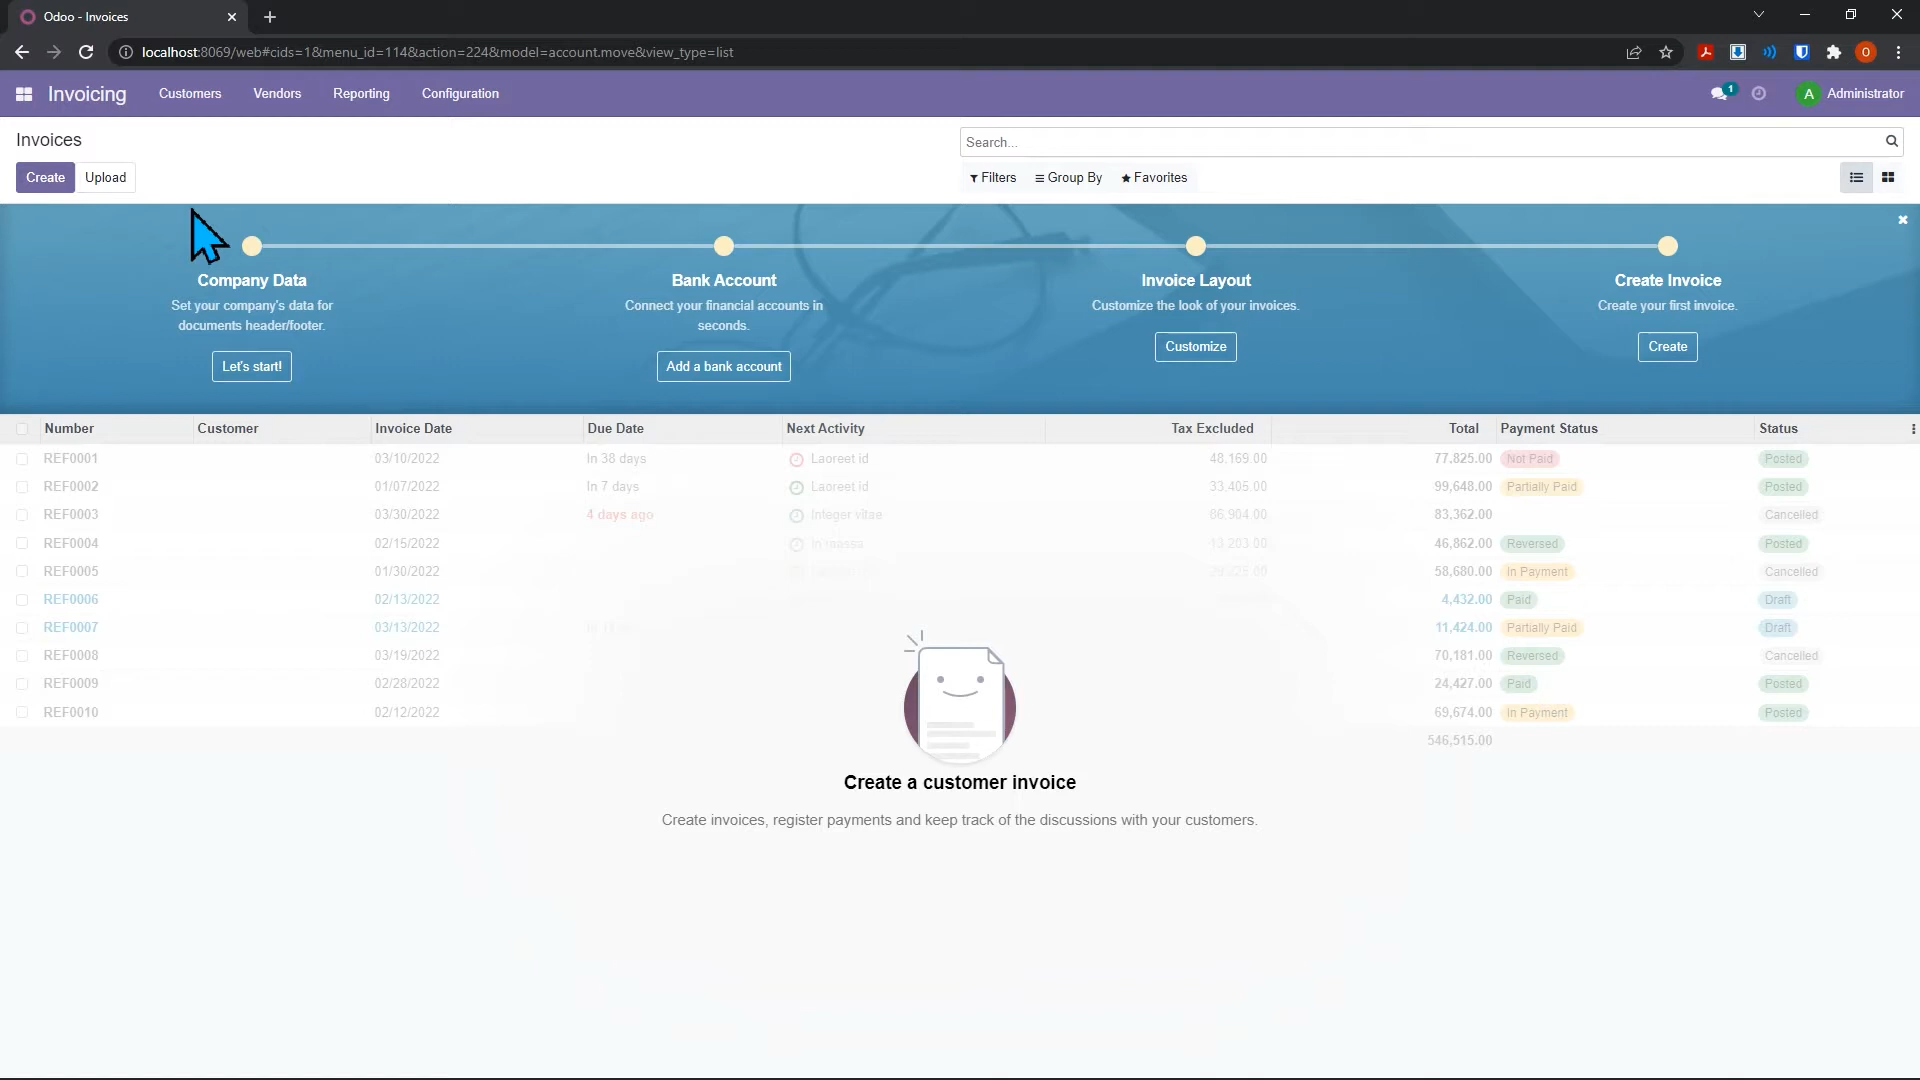 Odoo - Invoices
localhost:8069/web#cids=1&menu_id=114&action=224&model=account.move&view_type=list
O
Invoicing Customers Vendors Reporting Configuration 1 A Administrator
Invoices
Search...
Create Upload Filters Group By Favorites
Company Data Bank Account Invoice Layout Create Invoice
Set your company's data for documents header/footer.
Connect your financial accounts in seconds.
Customize the look of your invoices.
Create your first invoice.
Let's start! Add a bank account Customize Create
Number Customer Invoice Date Due Date Next Activity Tax Excluded Total Payment Status Status
REF0001 03/10/2022 In 38 days Laoreet id 48,169.00 77,825.00 Not Paid Posted
REF0002 01/07/2022 In 7 days Laoreet id 33,405.00 99,648.00 Partially Paid Posted
REF0003 03/30/2022 4 days ago Integer vitae 86,904.00 83,362.00 Cancelled
REF0004 02/15/2022 In massa 13,203.00 46,862.00 Reversed Posted
REF0005 01/30/2022 58,680.00 In Payment Cancelled
REF0006 02/13/2022 4,432.00 Paid Draft
REF0007 03/13/2022 11,424.00 Partially Paid Draft
REF0008 03/19/2022 70,181.00 Reversed Cancelled
REF0009 02/28/2022 24,427.00 Paid Posted
REF0010 02/12/2022 69,674.00 In Payment Posted
546,515.00
Create a customer invoice
Create invoices, register payments and keep track of the discussions with your customers.